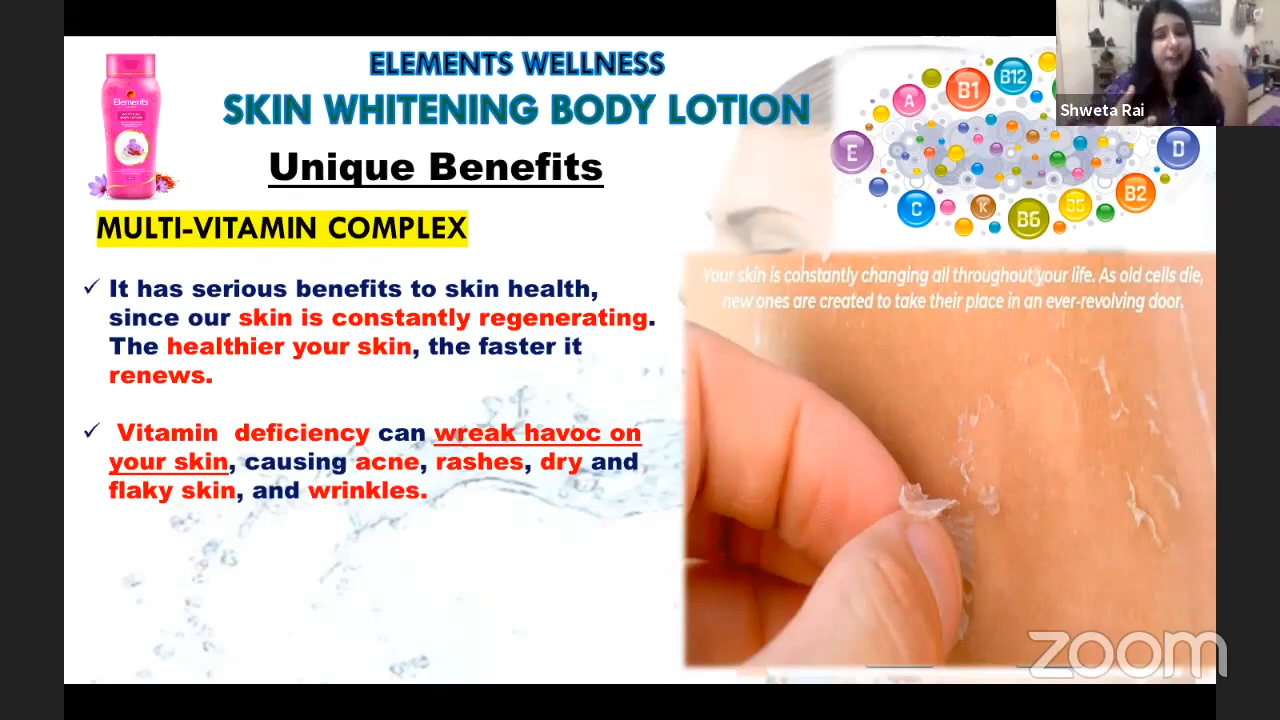 ELEMENTS WELLNESS
SKIN WHITENING BODY LOTION
Unique Benefits
MULTI-VITAMIN COMPLEX
✓ It has serious benefits to skin health,
since our skin is constantly regenerating.
The healthier your skin, the faster it
renews.
✓ Vitamin deficiency can wreak havoc on
your skin, causing acne, rashes, dry and
flaky skin, and wrinkles.
Elements
BODY LOTION
A
B1
B12
E
D
C
K
B6
B2
Shweta Rai
Your skin is constantly changing all throughout your life. As old cells die,
new ones are created to take their place in an ever-revolving door.
zoom